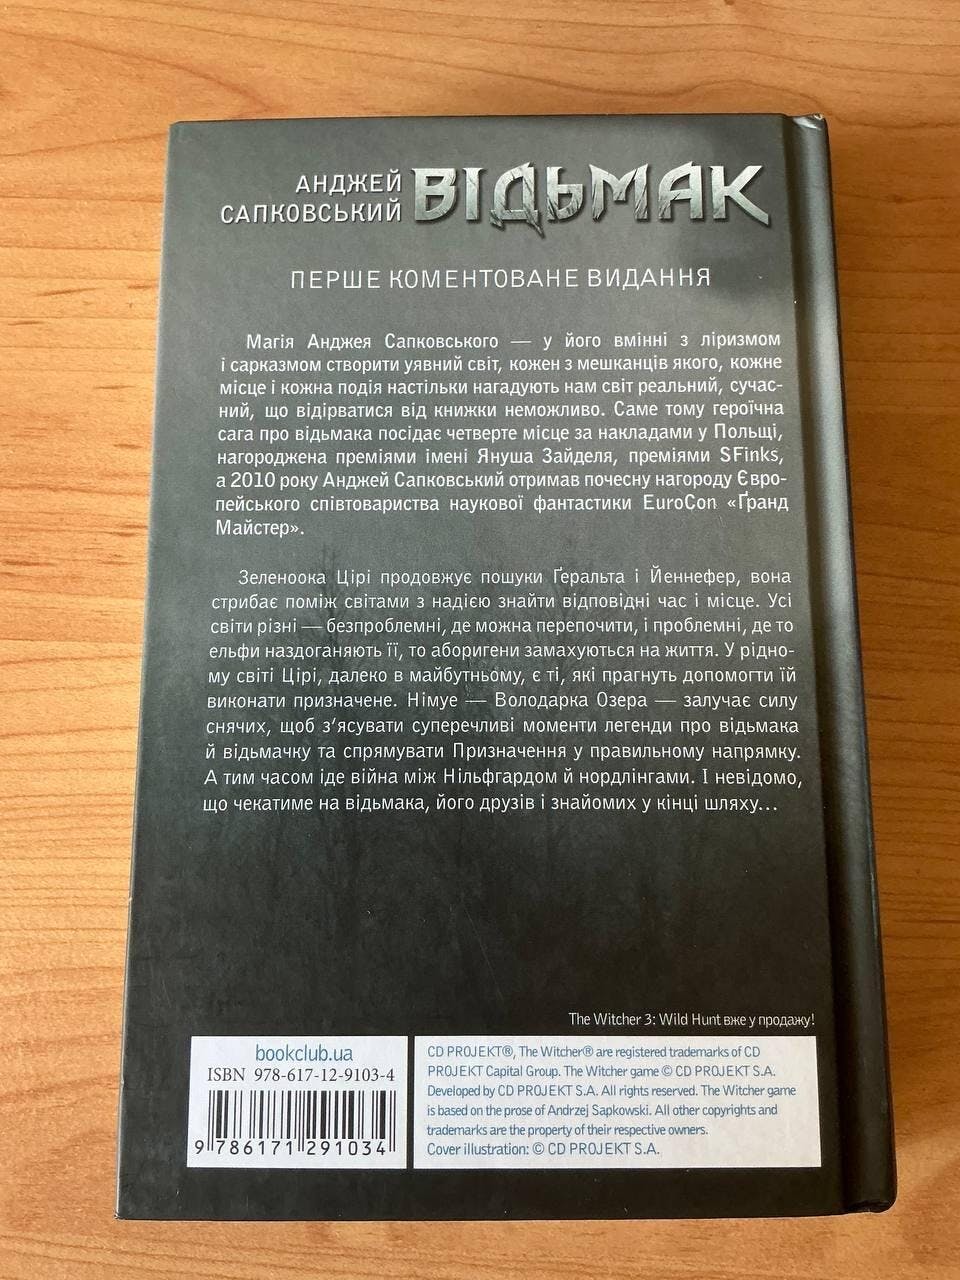 АНДЖЕЙ
САПКОВСЬКИЙ
ВІДЬМАК
ПЕРШЕ КОМЕНТОВАНЕ ВИДАННЯ
Магія Анджея Сапковського — у його вмінні з ліризмом
і сарказмом створити уявний світ, кожен з мешканців якого, кожне
місце і кожна подія настільки нагадують нам світ реальний, сучас-
ний, що відірватися від книжки неможливо. Саме тому героїчна
сага про відьмака посідає четверте місце за накладами у Польщі,
нагороджена преміями імені Януша Зайделя, преміями SFinks,
а 2010 року Анджей Сапковський отримав почесну нагороду Євро-
пейського співтовариства наукової фантастики EuroCon «Ґранд
Майстер».
Зеленоока Цірі продовжує пошуки Ґеральта і Йеннефер, вона
стрибає поміж світами з надією знайти відповідні час і місце. Усі
світи різні — безпроблемні, де можна перепочити, і проблемні, де то
ельфи наздоганяють її, то аборигени замахуються на життя. У рідно-
му світі Цірі, далеко в майбутньому, є ті, які прагнуть допомогти їй
виконати призначене. Німуе — Володарка Озера — залучає силу
снячих, щоб з’ясувати суперечливі моменти легенди про відьмака
й відьмачку та спрямувати Призначення у правильному напрямку.
А тим часом іде війна між Нільфгардом й нордлінгами. І невідомо,
що чекатиме на відьмака, його друзів і знайомих у кінці шляху...
The Witcher 3: Wild Hunt вже у продажу!
bookclub.ua
ISBN 978-617-12-9103-4
9 786171 291034
CD PROJEKT®, The Witcher® are registered trademarks of CD
PROJEKT Capital Group. The Witcher game © CD PROJEKT S.A.
Developed by CD PROJEKT S.A. All rights reserved. The Witcher game
is based on the prose of Andrzej Sapkowski. All other copyrights and
trademarks are the property of their respective owners.
Cover illustration: © CD PROJEKT S.A.